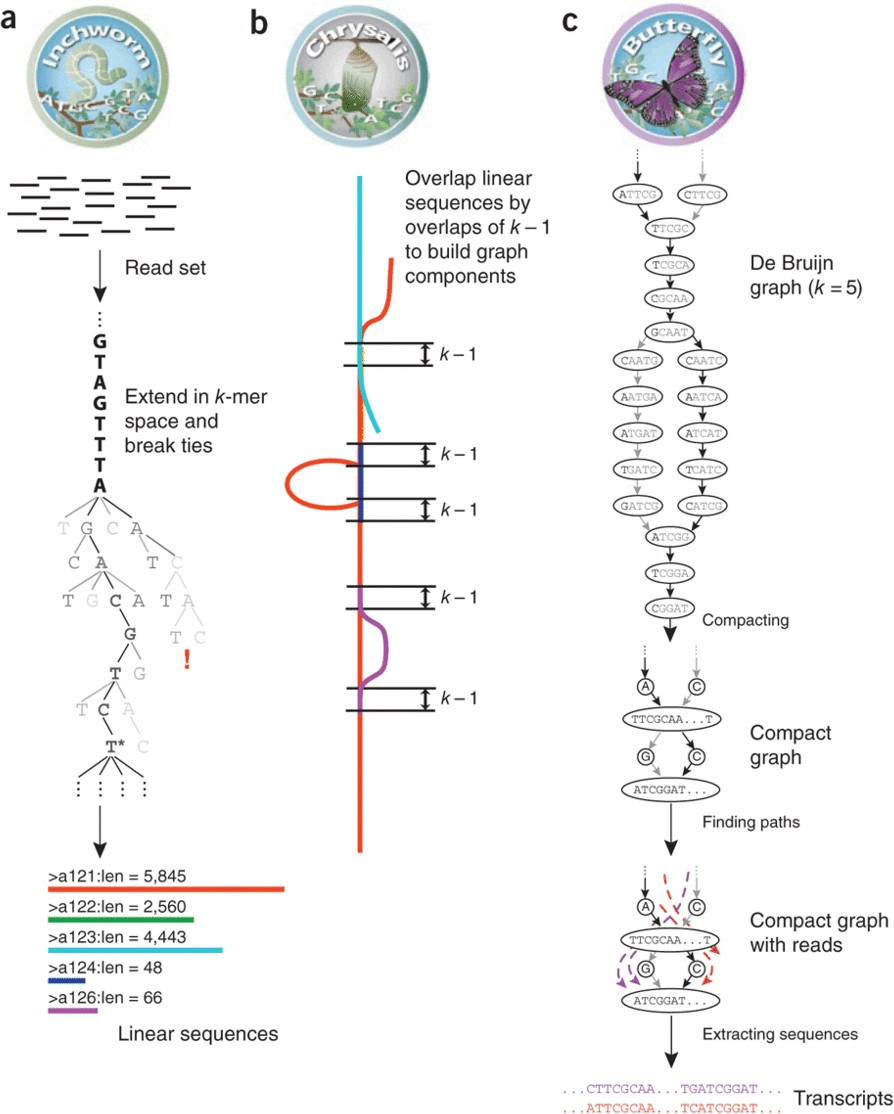 a
Inchworm
Read set
G
T
A
G
T
T
T
A
Extend in k-mer
space and
break ties
T G C A
C A T C
T G C A T A
G T C
!
T G
T C A
T* C
>a121:len = 5,845
>a122:len = 2,560
>a123:len = 4,443
>a124:len = 48
>a126:len = 66
Linear sequences
b
Chrysalis
Overlap linear
sequences by
overlaps of k – 1
to build graph
components
k – 1
k – 1
k – 1
k – 1
k – 1
c
Butterfly
ATTCG CTTCG
TTCGC
TCGCA
CGCAA
GCAAT
CAATG CAATC
AATGA AATCA
ATGAT ATCAT
TGATC TCATC
GATCG CATCG
ATCGG
TCGGA
CGGAT
De Bruijn
graph (k = 5)
Compacting
A C
TTCGCAA...T
G C
ATCGGAT...
Compact
graph
Finding paths
A C
TTCGCAA...T
G C
ATCGGAT...
Compact graph
with reads
Extracting sequences
...CTTCGCAA...TGATCGGAT...
...ATTCGCAA...TCATCGGAT...
Transcripts